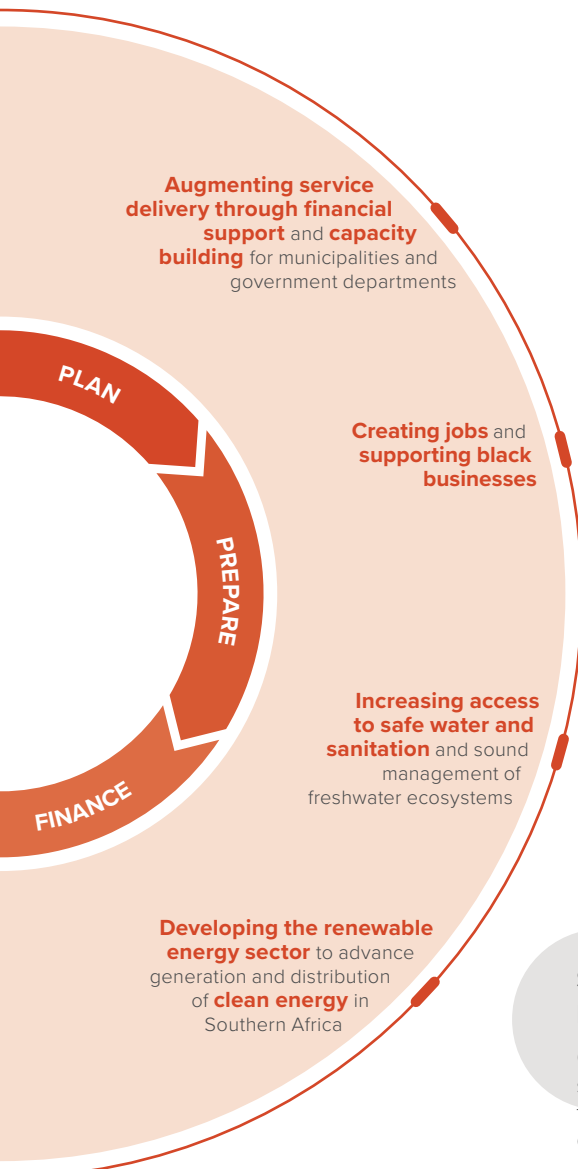 Augmenting service
delivery through financial
support and capacity
building for municipalities and
government departments
PLAN
Creating jobs and
supporting black
businesses
PREPARE
Increasing access
to safe water and
sanitation and sound
management of
freshwater ecosystems
FINANCE
Developing the renewable
energy sector to advance
generation and distribution
of clean energy in
Southern Africa